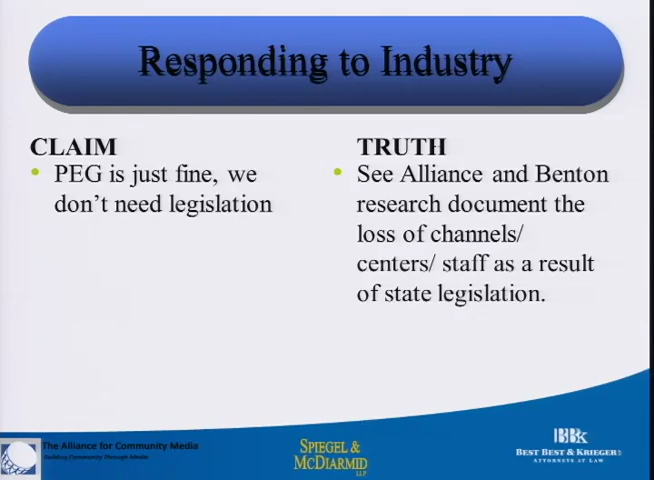 Responding to Industry
CLAIM
• PEG is just fine, we
don't need legislation
TRUTH
• See Alliance and Benton
research document the
loss of channels/
centers/ staff as a result
of state legislation.
The Alliance for Community Media
Building Community Through Media
SPIEGEL &
MCDIARMID
LLP
BBK
BEST BEST & KRIEGER
ATTORNEYS AT LAW